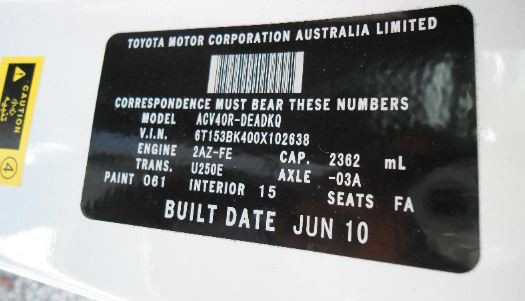 TOYOTA MOTOR CORPORATION AUSTRALIA LIMITED
CORRESPONDENCE MUST BEAR THESE NUMBERS
MODEL ACV40R-DEADKQ
V.I.N. 6T153BK400X102638
ENGINE 2AZ-FE CAP. 2362 mL
TRANS. U250E AXLE -03A
PAINT 061 INTERIOR 15 SEATS FA
BUILT DATE JUN 10
CAUTION
4